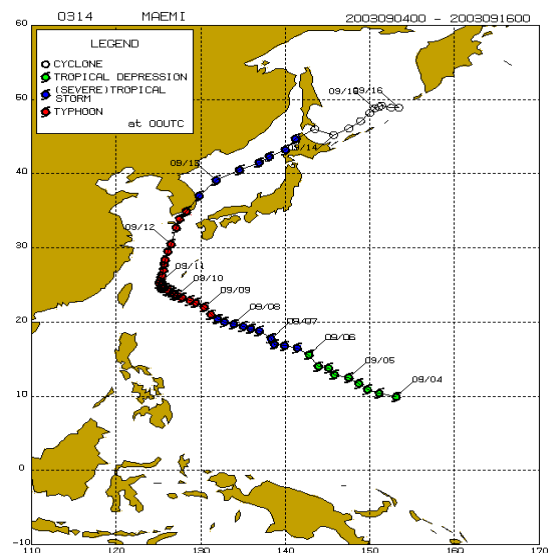 0314 MAEMI 2003090400 - 2003091600
LEGEND
CYCLONE
TROPICAL DEPRESSION
(SEVERE)TROPICAL
STORM
TYPHOON
at 00UTC
60
50
40
30
20
10
0
-10
110 120 130 140 150 160 170
09/16
09/15
09/14
09/13
09/12
09/11
09/10
09/09
09/08
09/07
09/06
09/05
09/04